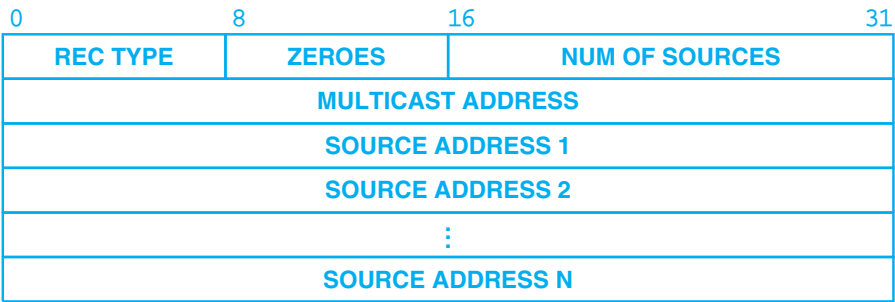 0 8 16 31
REC TYPE ZEROES NUM OF SOURCES
MULTICAST ADDRESS
SOURCE ADDRESS 1
SOURCE ADDRESS 2
⋮
SOURCE ADDRESS N